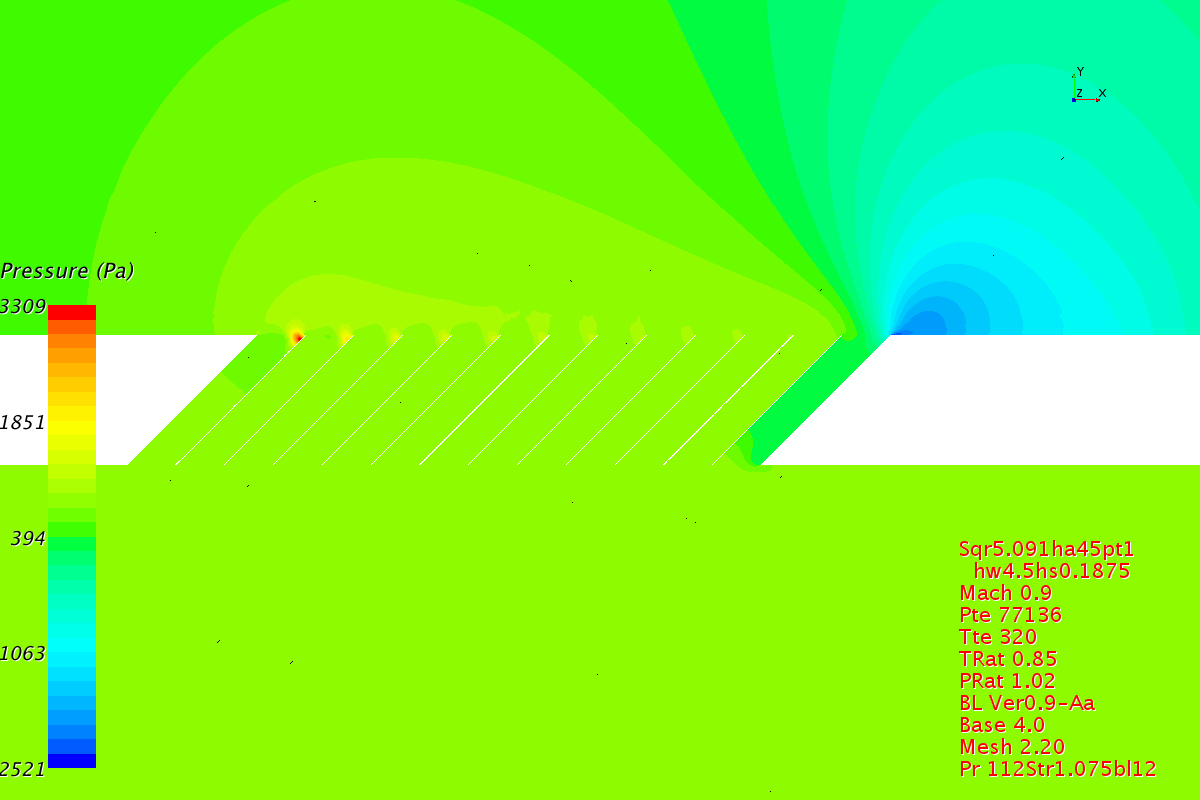 Y
Z X
Pressure (Pa)
3309
1851
394
1063
2521
Sqr5.091ha45pt1
hw4.5hs0.1875
Mach 0.9
Pte 77136
Tte 320
TRat 0.85
PRat 1.02
BL Ver0.9-Aa
Base 4.0
Mesh 2.20
Pr 112Str1.075bl12